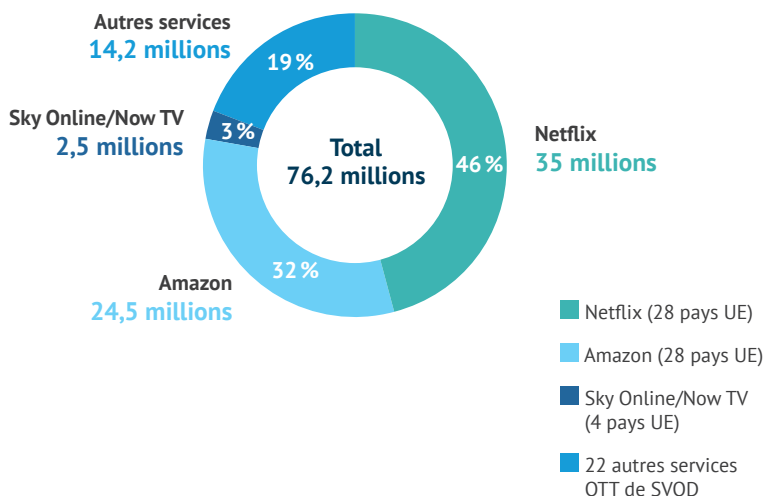 Autres services
14,2 millions
19 %
Sky Online/Now TV
2,5 millions
3 %
Total
76,2 millions
Netflix
35 millions
46 %
32 %
Amazon
24,5 millions
Netflix (28 pays UE)
Amazon (28 pays UE)
Sky Online/Now TV
(4 pays UE)
22 autres services
OTT de SVOD